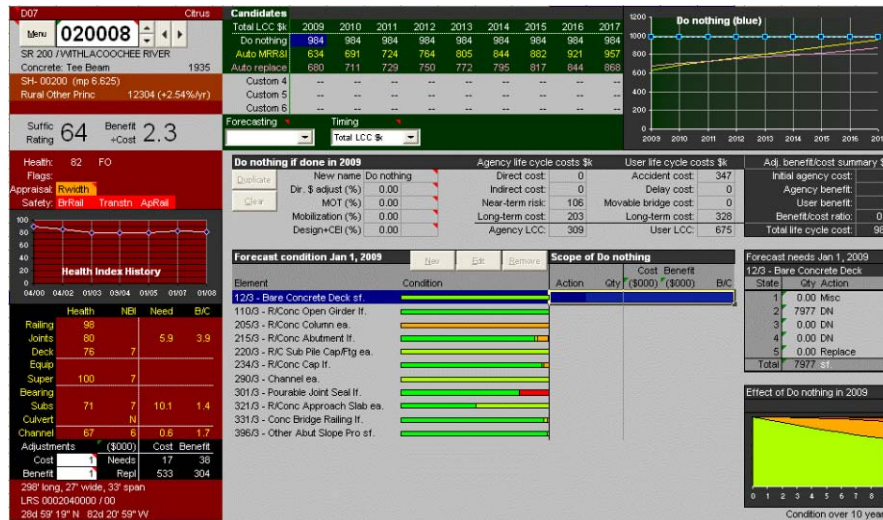 D07 Citrus
Menu 020008
SR 200 / WITHLACOOCHEE RIVER
Concrete: Tee Beam 1935
SH- 00200 (mp 6.625)
Rural Other Princ 12304 (+2.54%/yr)
Suffic Rating 64 Benefit ÷Cost 2.3
Health: 82 FO
Flags:
Appraisal: Rwidth
Safety: BrRail Transtn ApRail
100
80
60
40
20
0
Health Index History
04/00 04/02 01/03 01/04 01/05 01/07 01/08
Health NBI Need B/C
Railing 98
Joints 80 5.9 3.9
Deck 76 7
Equip
Super 100 7
Bearing
Subs 71 7 10.1 1.4
Culvert N
Channel 67 6 0.6 1.7
Adjustments ($000) Cost Benefit
Cost 1 Needs 17 38
Benefit 1 Repl 533 304
298' long, 27' wide, 33' span
LRS 0002040000 / 00
28d 59' 19" N 82d 20' 59" W
Candidates
Total LCC $k 2009 2010 2011 2012 2013 2014 2015 2016 2017
Do nothing 984 984 984 984 984 984 984 984 984
Auto MRR&I 634 691 730 764 805 844 882 921 957
Auto replace 680 711 729 750 772 795 817 844 868
Custom 4 -- -- -- -- -- -- -- -- --
Custom 5 -- -- -- -- -- -- -- -- --
Custom 6 -- -- -- -- -- -- -- -- --
Forecasting Timing
Total LCC $k
Do nothing (blue)
1200
1000
800
600
400
200
0
2009 2010 2011 2012 2013 2014 2015 2016
Do nothing if done in 2009
Duplicate
Clear
New name Do nothing
Dir. $ adjust (%) 0.00
MOT (%) 0.00
Mobilization (%) 0.00
Design+CEI (%) 0.00
Agency life cycle costs $k
Direct cost: 0
Indirect cost: 0
Near-term risk: 106
Long-term cost: 203
Agency LCC: 309
User life cycle costs $k
Accident cost: 347
Delay cost: 0
Movable bridge cost: 0
Long-term cost: 328
User LCC: 675
Adj. benefit/cost summary $
Initial agency cost:
Agency benefit:
User benefit:
Benefit/cost ratio: 0
Total life cycle cost: 98
Forecast condition Jan 1, 2009 New Edit Remove
Element Condition
12/3 - Bare Concrete Deck sf.
110/3 - R/Conc Open Girder lf.
205/3 - R/Conc Column ea.
215/3 - R/Conc Abutment lf.
220/3 - R/C Sub Pile Cap/Ftg ea.
234/3 - R/Conc Cap lf.
290/3 - Channel ea.
301/3 - Pourable Joint Seal lf.
321/3 - R/Conc Approach Slab ea.
331/3 - Conc Bridge Railing lf.
396/3 - Other Abut Slope Pro sf.
Scope of Do nothing
Cost Benefit
Action Qty ($000) ($000) B/C
Forecast needs Jan 1, 2009
12/3 - Bare Concrete Deck
State Qty Action
1 0.00 Misc
2 7977 DN
3 0.00 DN
4 0.00 DN
5 0.00 Replace
Total 7977 sf.
Effect of Do nothing in 2009
0 1 2 3 4 5 6 7 8
Condition over 10 year